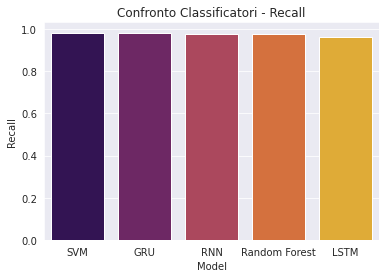 Confronto Classificatori - Recall
1.0
0.8
0.6
0.4
0.2
0.0
Recall
SVM GRU RNN Random Forest LSTM
Model